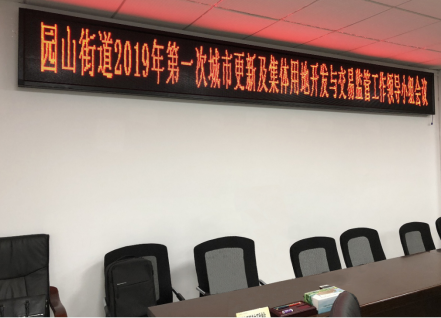 园山街道2019年第一次城市更新及集体用地开发与交易监管工作领导小组会议